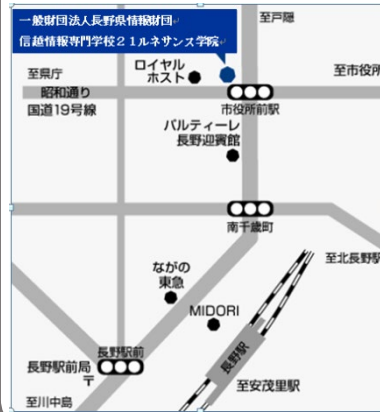 一般財団法人長野県情報財団
信越情報専門学校２１ルネサンス学院
至戸隠
ロイヤル
ホスト
至県庁
至市役所
昭和通り
国道19号線
市役所前駅
バルティーレ
長野迎賓館
南千歳町
至北長野駅
ながの
東急
MIDORI
長野駅前
長野駅前局
〒
長野駅
至安茂里駅
至川中島